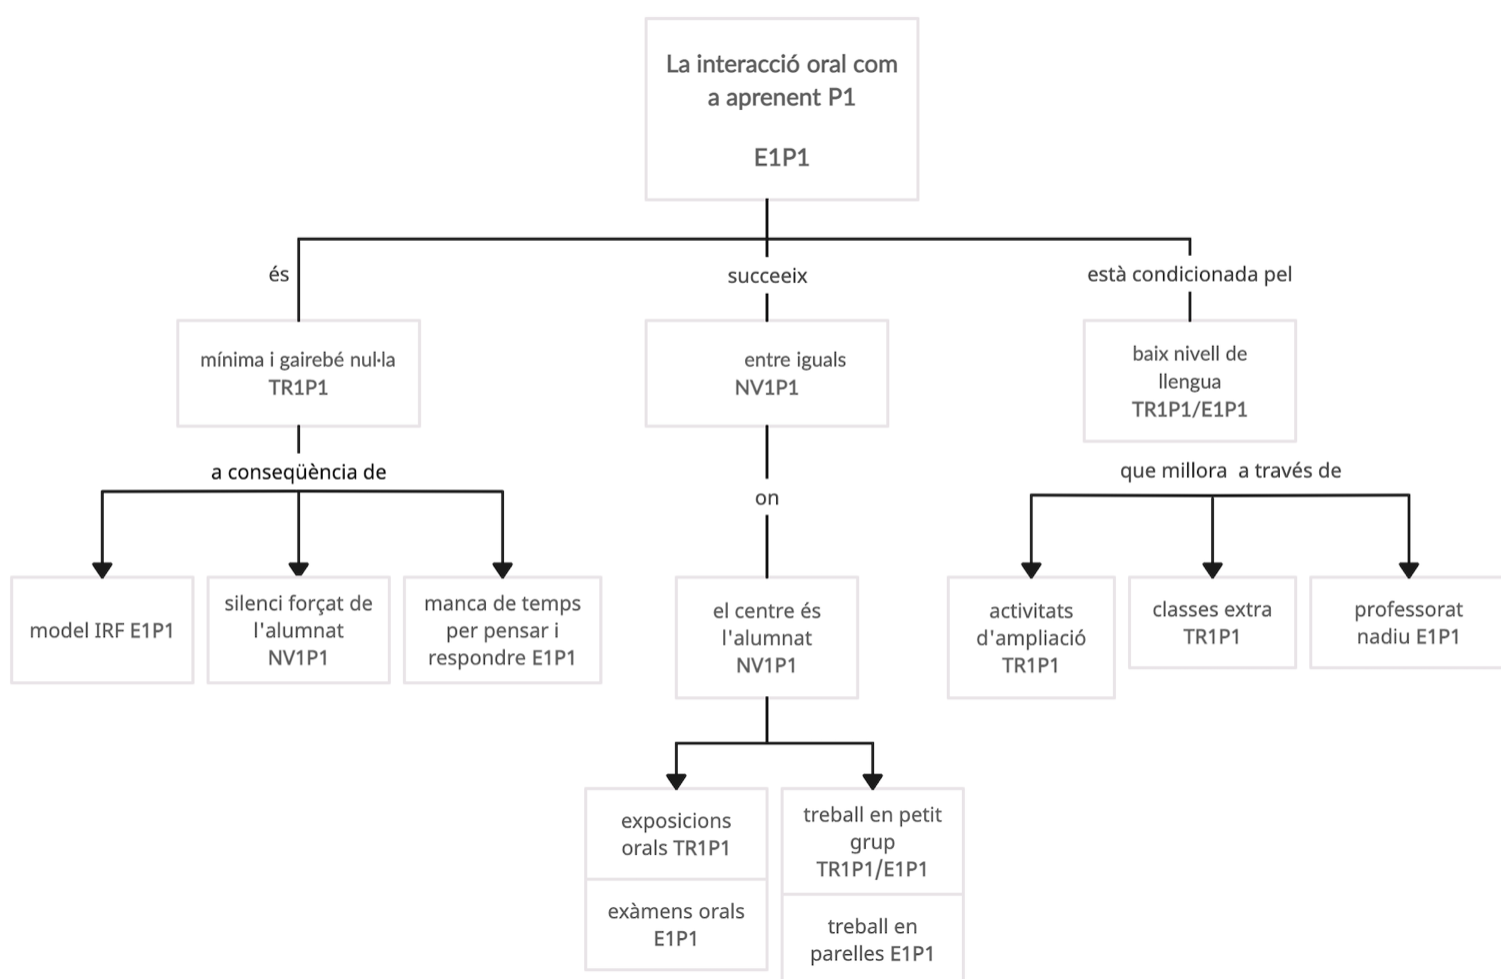 La interacció oral com
a aprenent P1
E1P1
és
succeeix
està condicionada pel
mínima i gairebé nul·la
TR1P1
entre iguals
NV1P1
baix nivell de
llengua
TR1P1/E1P1
a conseqüència de
on
que millora a través de
model IRF E1P1
silenci forçat de
l'alumnat
NV1P1
manca de temps
per pensar i
respondre E1P1
el centre és
l'alumnat
NV1P1
activitats
d'ampliació
TR1P1
classes extra
TR1P1
professorat
nadiu E1P1
exposicions
orals TR1P1
exàmens orals
E1P1
treball en petit
grup
TR1P1/E1P1
treball en
parelles E1P1